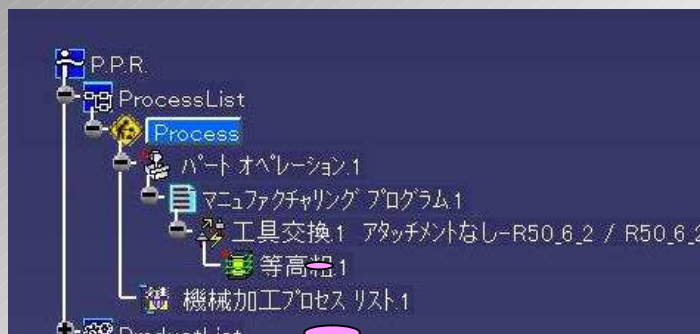 P.P.R.
ProcessList
Process
パート オペレーション.1
マニュファクチャリング プログラム.1
工具交換.1 アタッチメントなし-R50_6_2 / R50_6_2
等高粗.1
機械加工プロセス リスト.1
ProductList